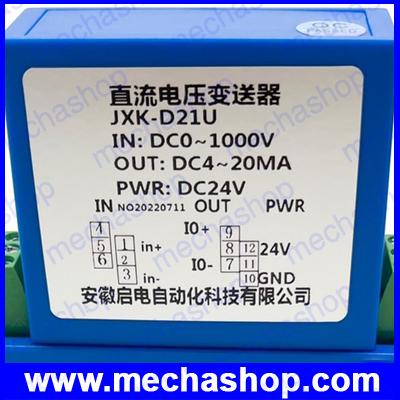 QC
PASSED
直流电压变送器
JXK-D21U
IN: DC0~1000V
OUT: DC4~20MA
PWR: DC24V
IN NO20220711 OUT PWR
4 IO+ 9
5 1 in+ 8 12 24V
6 2 IO- 7 11
3 in- 10 GND
安徽启电自动化科技有限公司
www.mechashop.com